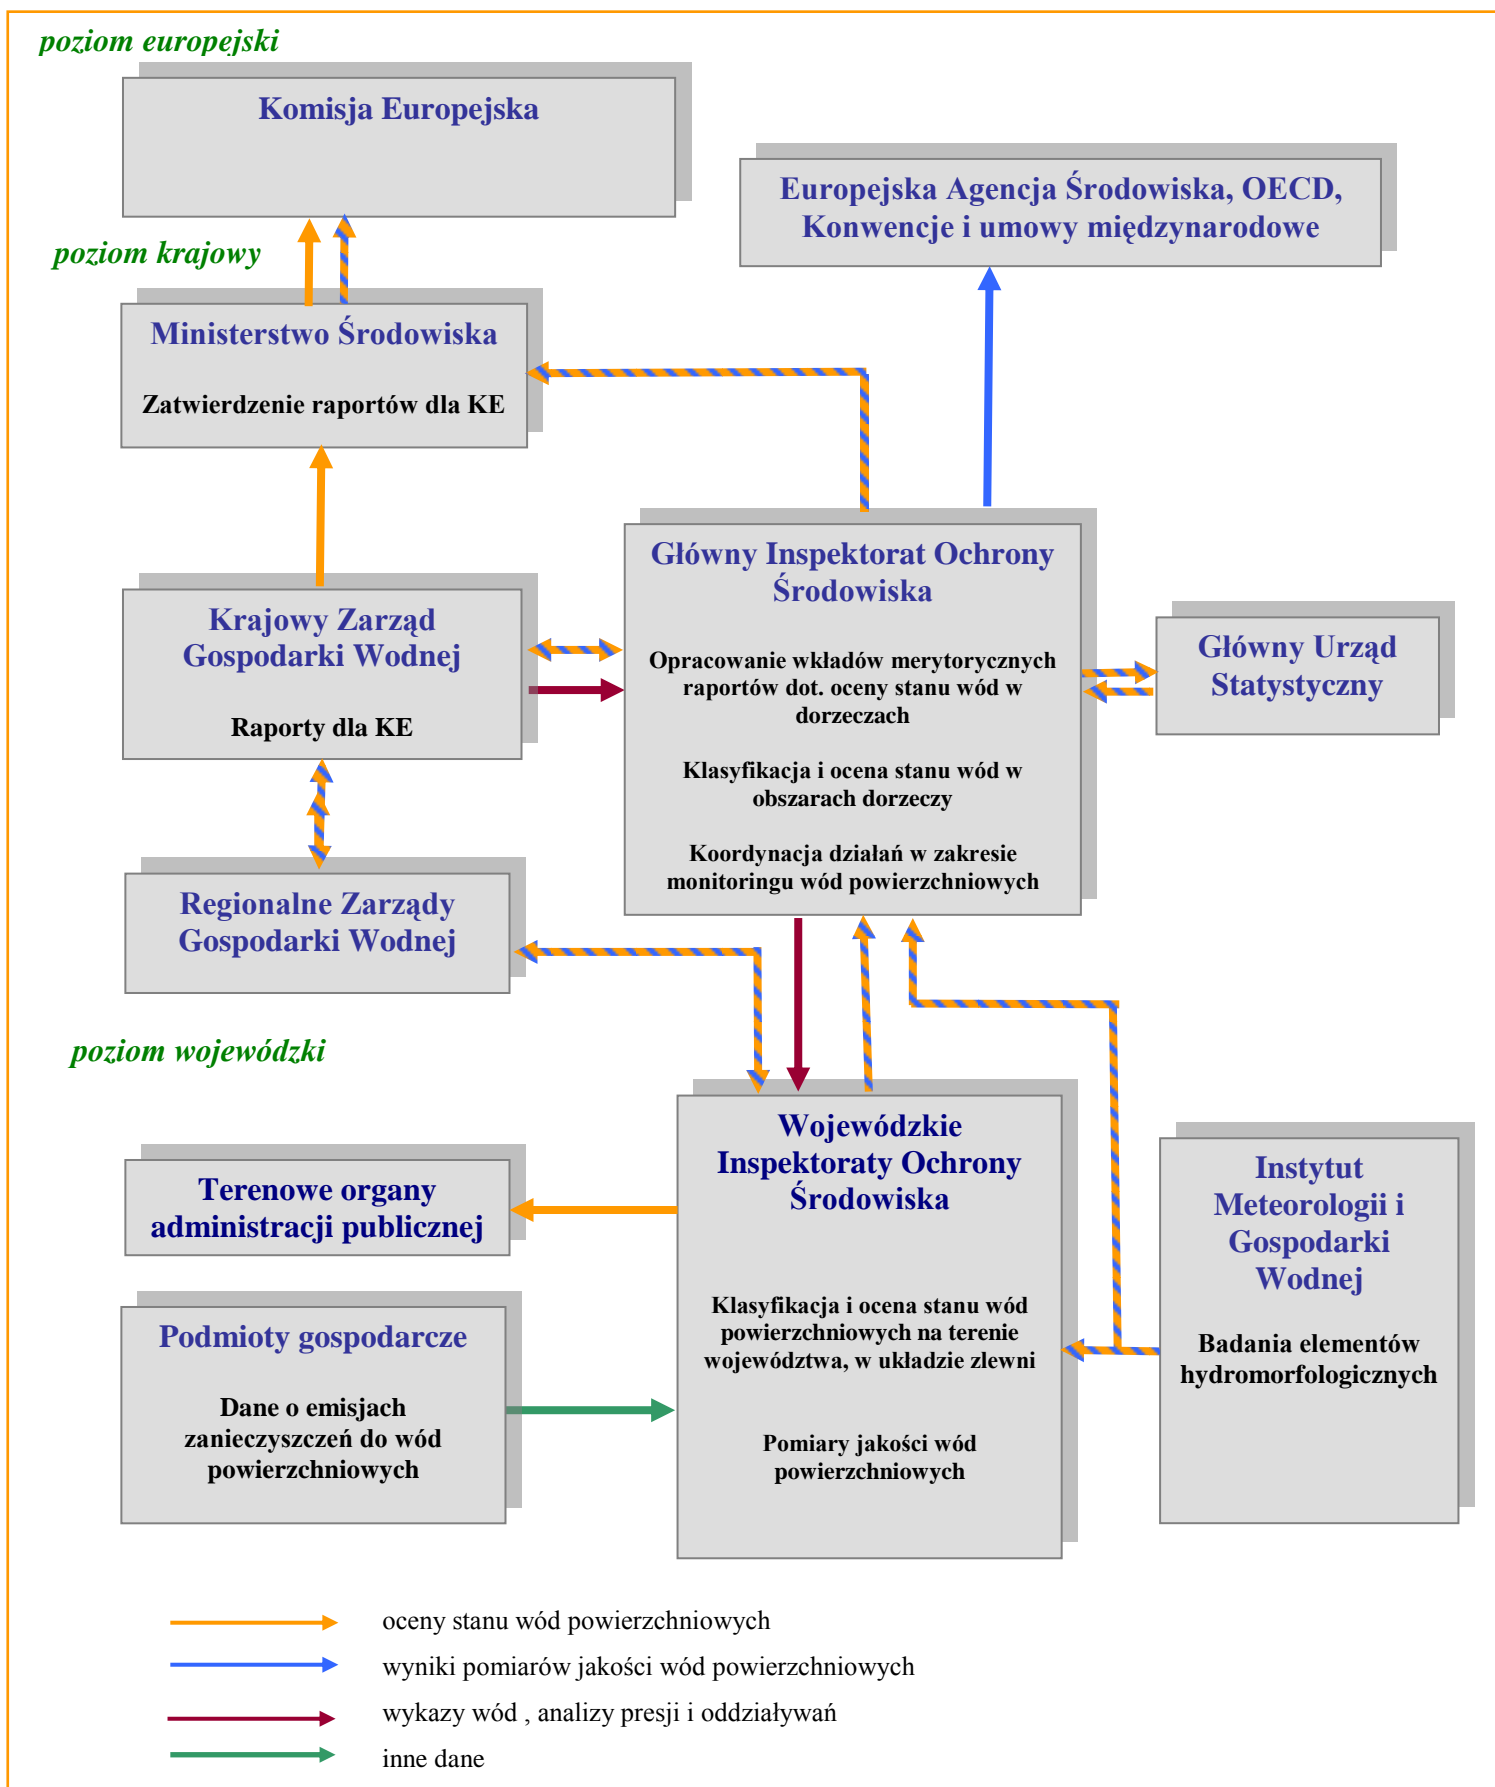 poziom europejski
Komisja Europejska
Europejska Agencja Środowiska, OECD,
Konwencje i umowy międzynarodowe
poziom krajowy
Ministerstwo Środowiska
Zatwierdzenie raportów dla KE
Główny Inspektorat Ochrony
Środowiska
Opracowanie wkładów merytorycznych
raportów dot. oceny stanu wód w
dorzeczach
Klasyfikacja i ocena stanu wód w
obszarach dorzeczy
Koordynacja działań w zakresie
monitoringu wód powierzchniowych
Krajowy Zarząd
Gospodarki Wodnej
Raporty dla KE
Główny Urząd
Statystyczny
Regionalne Zarządy
Gospodarki Wodnej
poziom wojewódzki
Wojewódzkie
Inspektoraty Ochrony
Środowiska
Klasyfikacja i ocena stanu wód
powierzchniowych na terenie
województwa, w układzie zlewni
Pomiary jakości wód
powierzchniowych
Terenowe organy
administracji publicznej
Instytut
Meteorologii i
Gospodarki
Wodnej
Badania elementów
hydromorfologicznych
Podmioty gospodarcze
Dane o emisjach
zanieczyszczeń do wód
powierzchniowych
oceny stanu wód powierzchniowych
wyniki pomiarów jakości wód powierzchniowych
wykazy wód , analizy presji i oddziaływań
inne dane